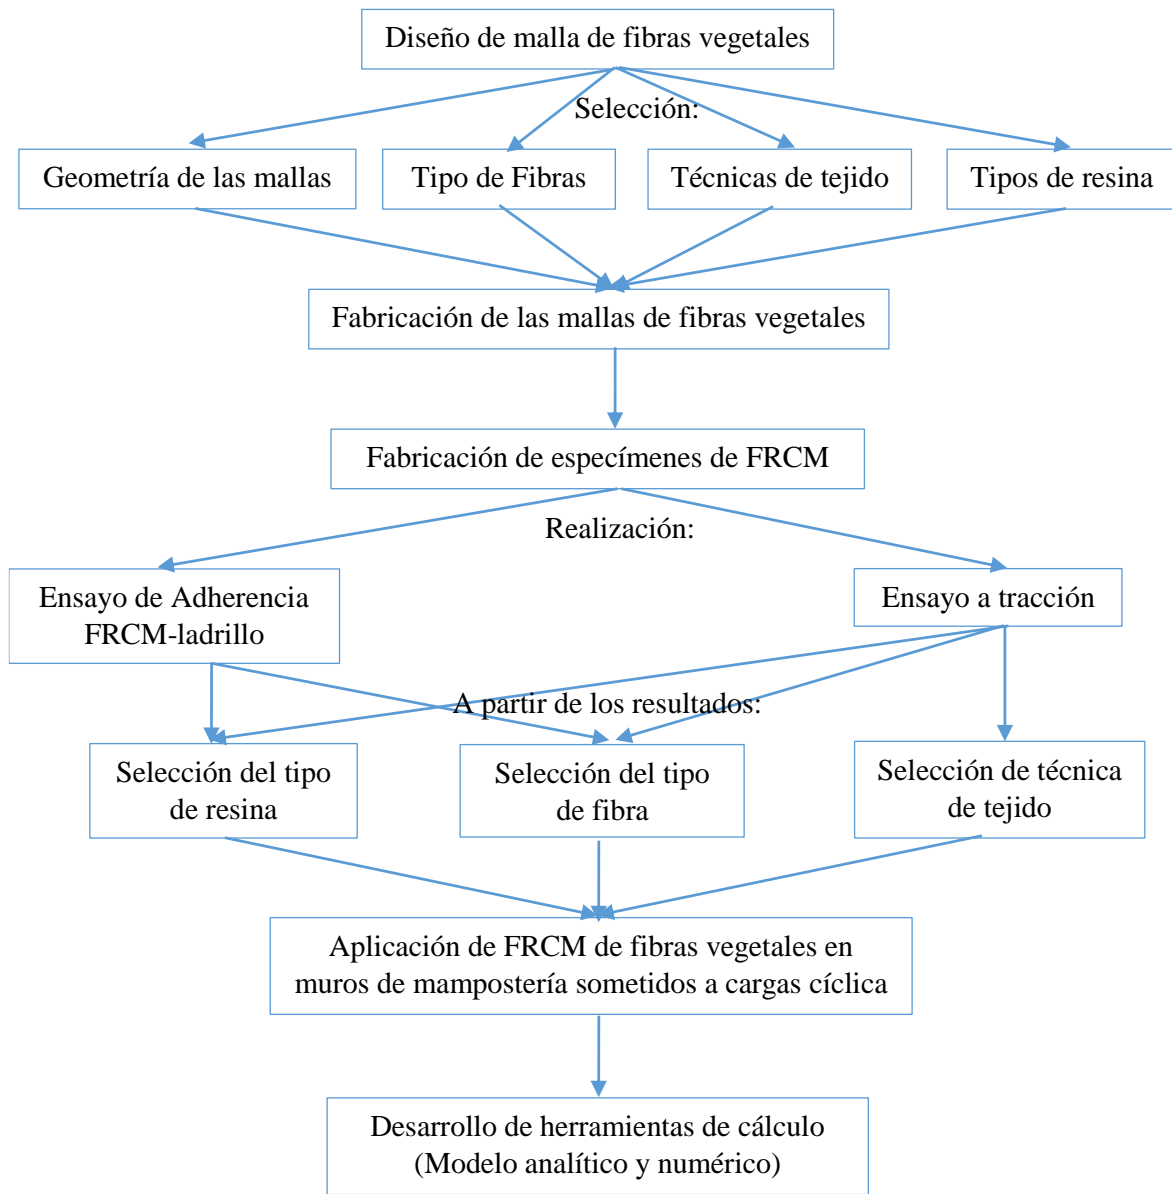 Diseño de malla de fibras vegetales
Selección:
Geometría de las mallas
Tipo de Fibras
Técnicas de tejido
Tipos de resina
Fabricación de las mallas de fibras vegetales
Fabricación de especímenes de FRCM
Realización:
Ensayo de Adherencia
FRCM-ladrillo
Ensayo a tracción
A partir de los resultados:
Selección del tipo
de resina
Selección del tipo
de fibra
Selección de técnica
de tejido
Aplicación de FRCM de fibras vegetales en
muros de mampostería sometidos a cargas cíclica
Desarrollo de herramientas de cálculo
(Modelo analítico y numérico)